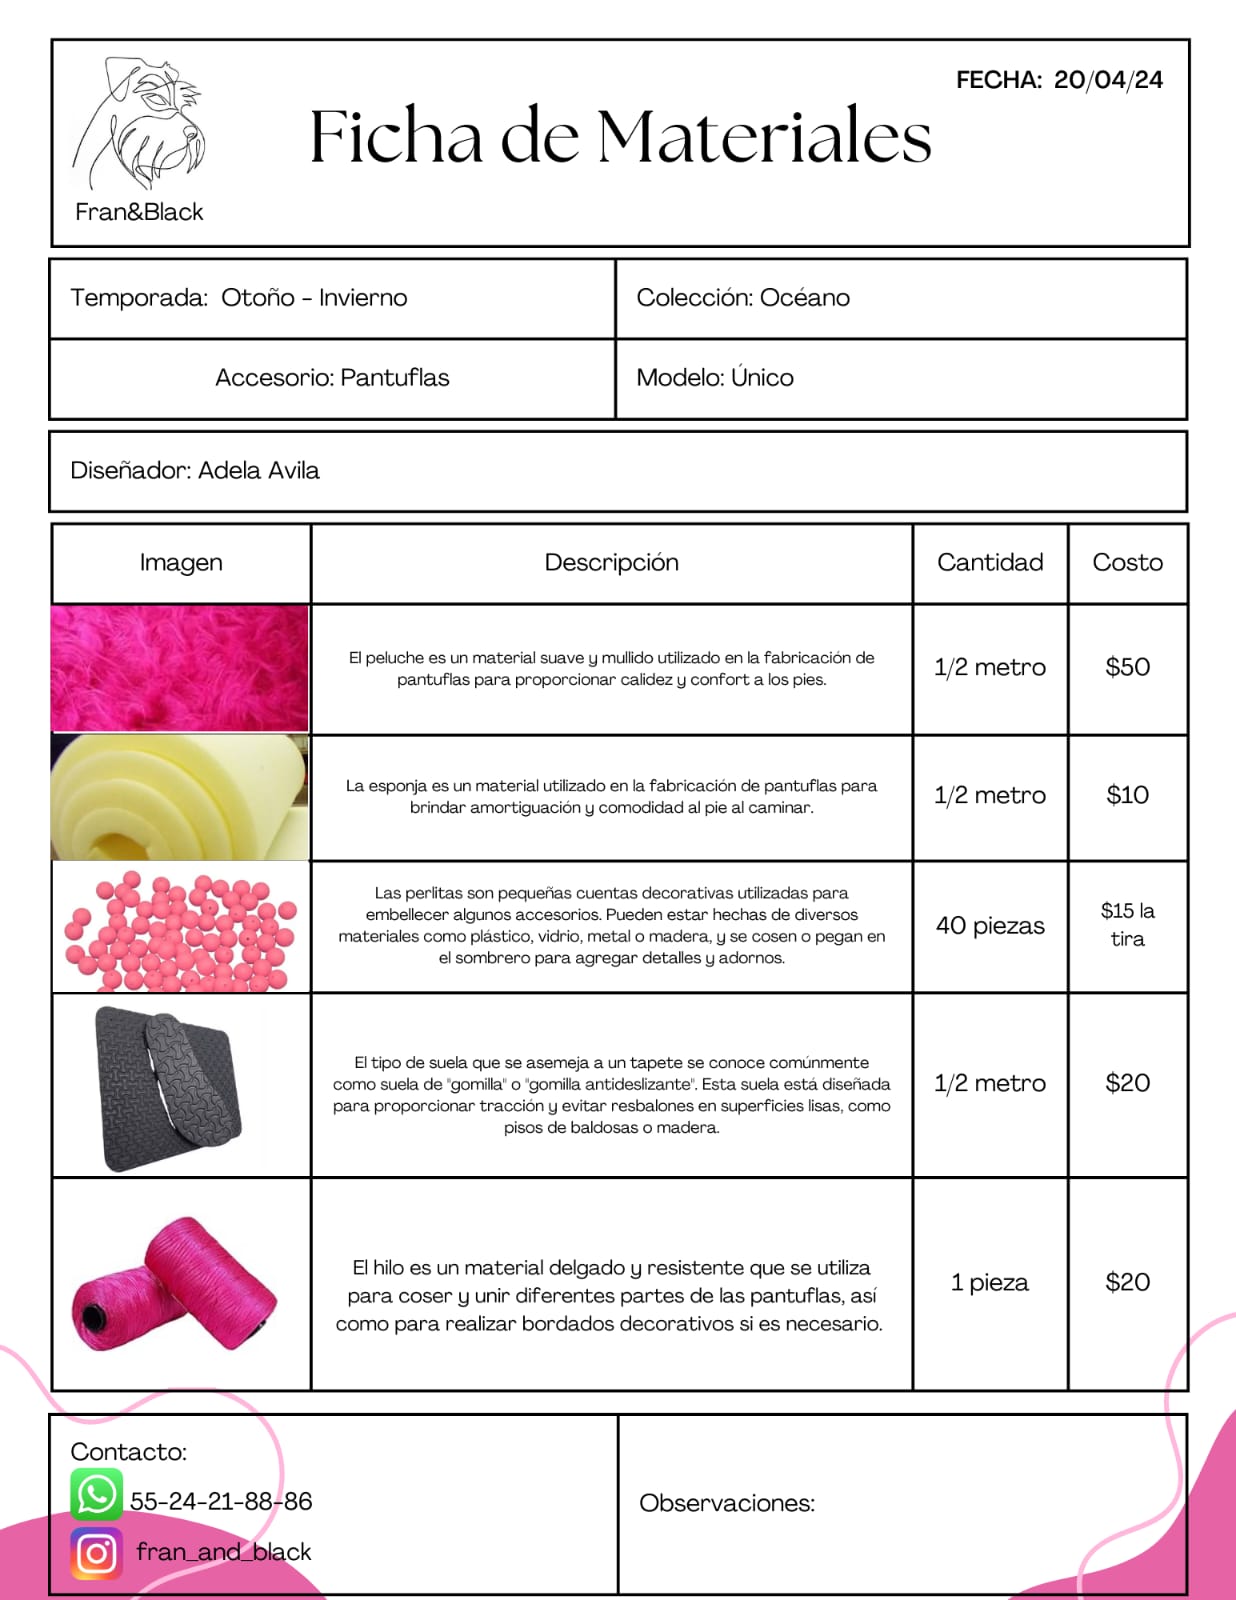 FECHA: 20/04/24
Ficha de Materiales
Fran&Black
Temporada: Otoño - Invierno
Colección: Océano
Accesorio: Pantuflas
Modelo: Único
Diseñador: Adela Avila
Imagen
Descripción
Cantidad
Costo
El peluche es un material suave y mullido utilizado en la fabricación de
pantuflas para proporcionar calidez y confort a los pies.
1/2 metro
$50
La esponja es un material utilizado en la fabricación de pantuflas para
brindar amortiguación y comodidad al pie al caminar.
1/2 metro
$10
Las perlitas son pequeñas cuentas decorativas utilizadas para
embellecer algunos accesorios. Pueden estar hechas de diversos
materiales como plástico, vidrio, metal o madera, y se cosen o pegan en
el sombrero para agregar detalles y adornos.
40 piezas
$15 la
tira
El tipo de suela que se asemeja a un tapete se conoce comúnmente
como suela de "gomilla" o "gomilla antideslizante". Esta suela está diseñada
para proporcionar tracción y evitar resbalones en superficies lisas, como
pisos de baldosas o madera.
1/2 metro
$20
El hilo es un material delgado y resistente que se utiliza
para coser y unir diferentes partes de las pantuflas, así
como para realizar bordados decorativos si es necesario.
1 pieza
$20
Contacto:
55-24-21-88-86
fran_and_black
Observaciones: